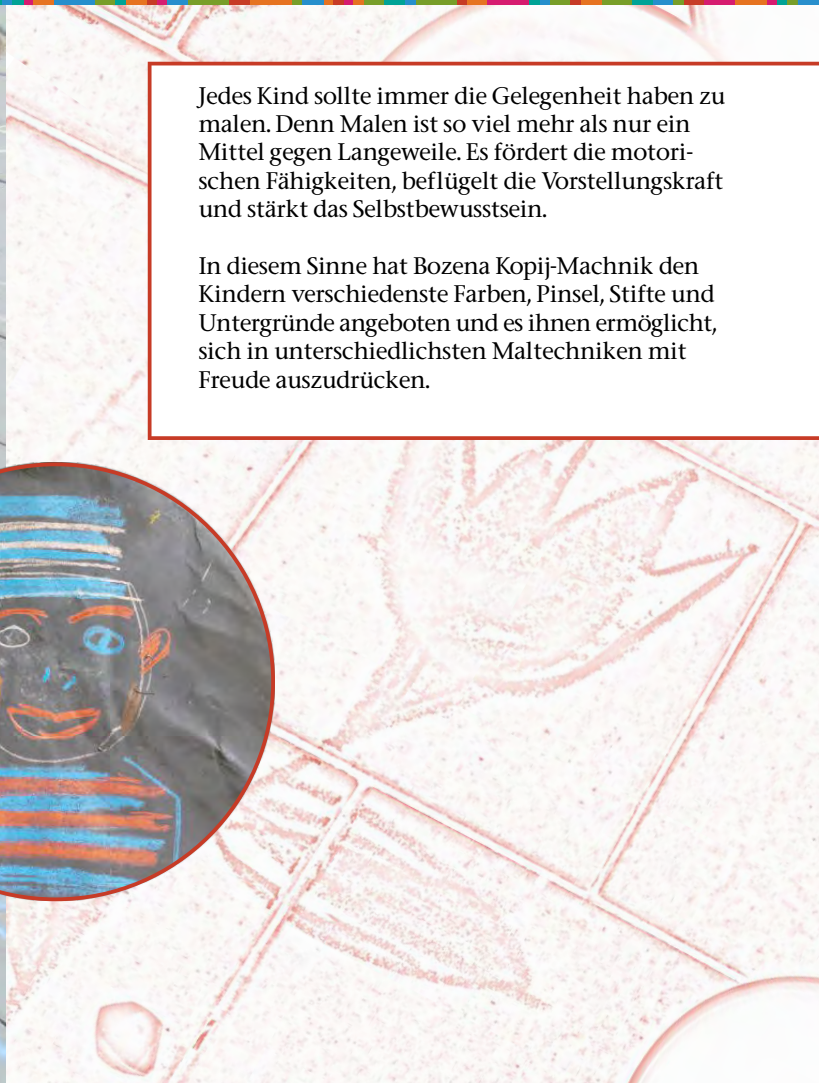 Jedes Kind sollte immer die Gelegenheit haben zu
malen. Denn Malen ist so viel mehr als nur ein
Mittel gegen Langeweile. Es fördert die motori-
schen Fähigkeiten, beflügelt die Vorstellungskraft
und stärkt das Selbstbewusstsein.
In diesem Sinne hat Bozena Kopij-Machnik den
Kindern verschiedenste Farben, Pinsel, Stifte und
Untergründe angeboten und es ihnen ermöglicht,
sich in unterschiedlichsten Maltechniken mit
Freude auszudrücken.